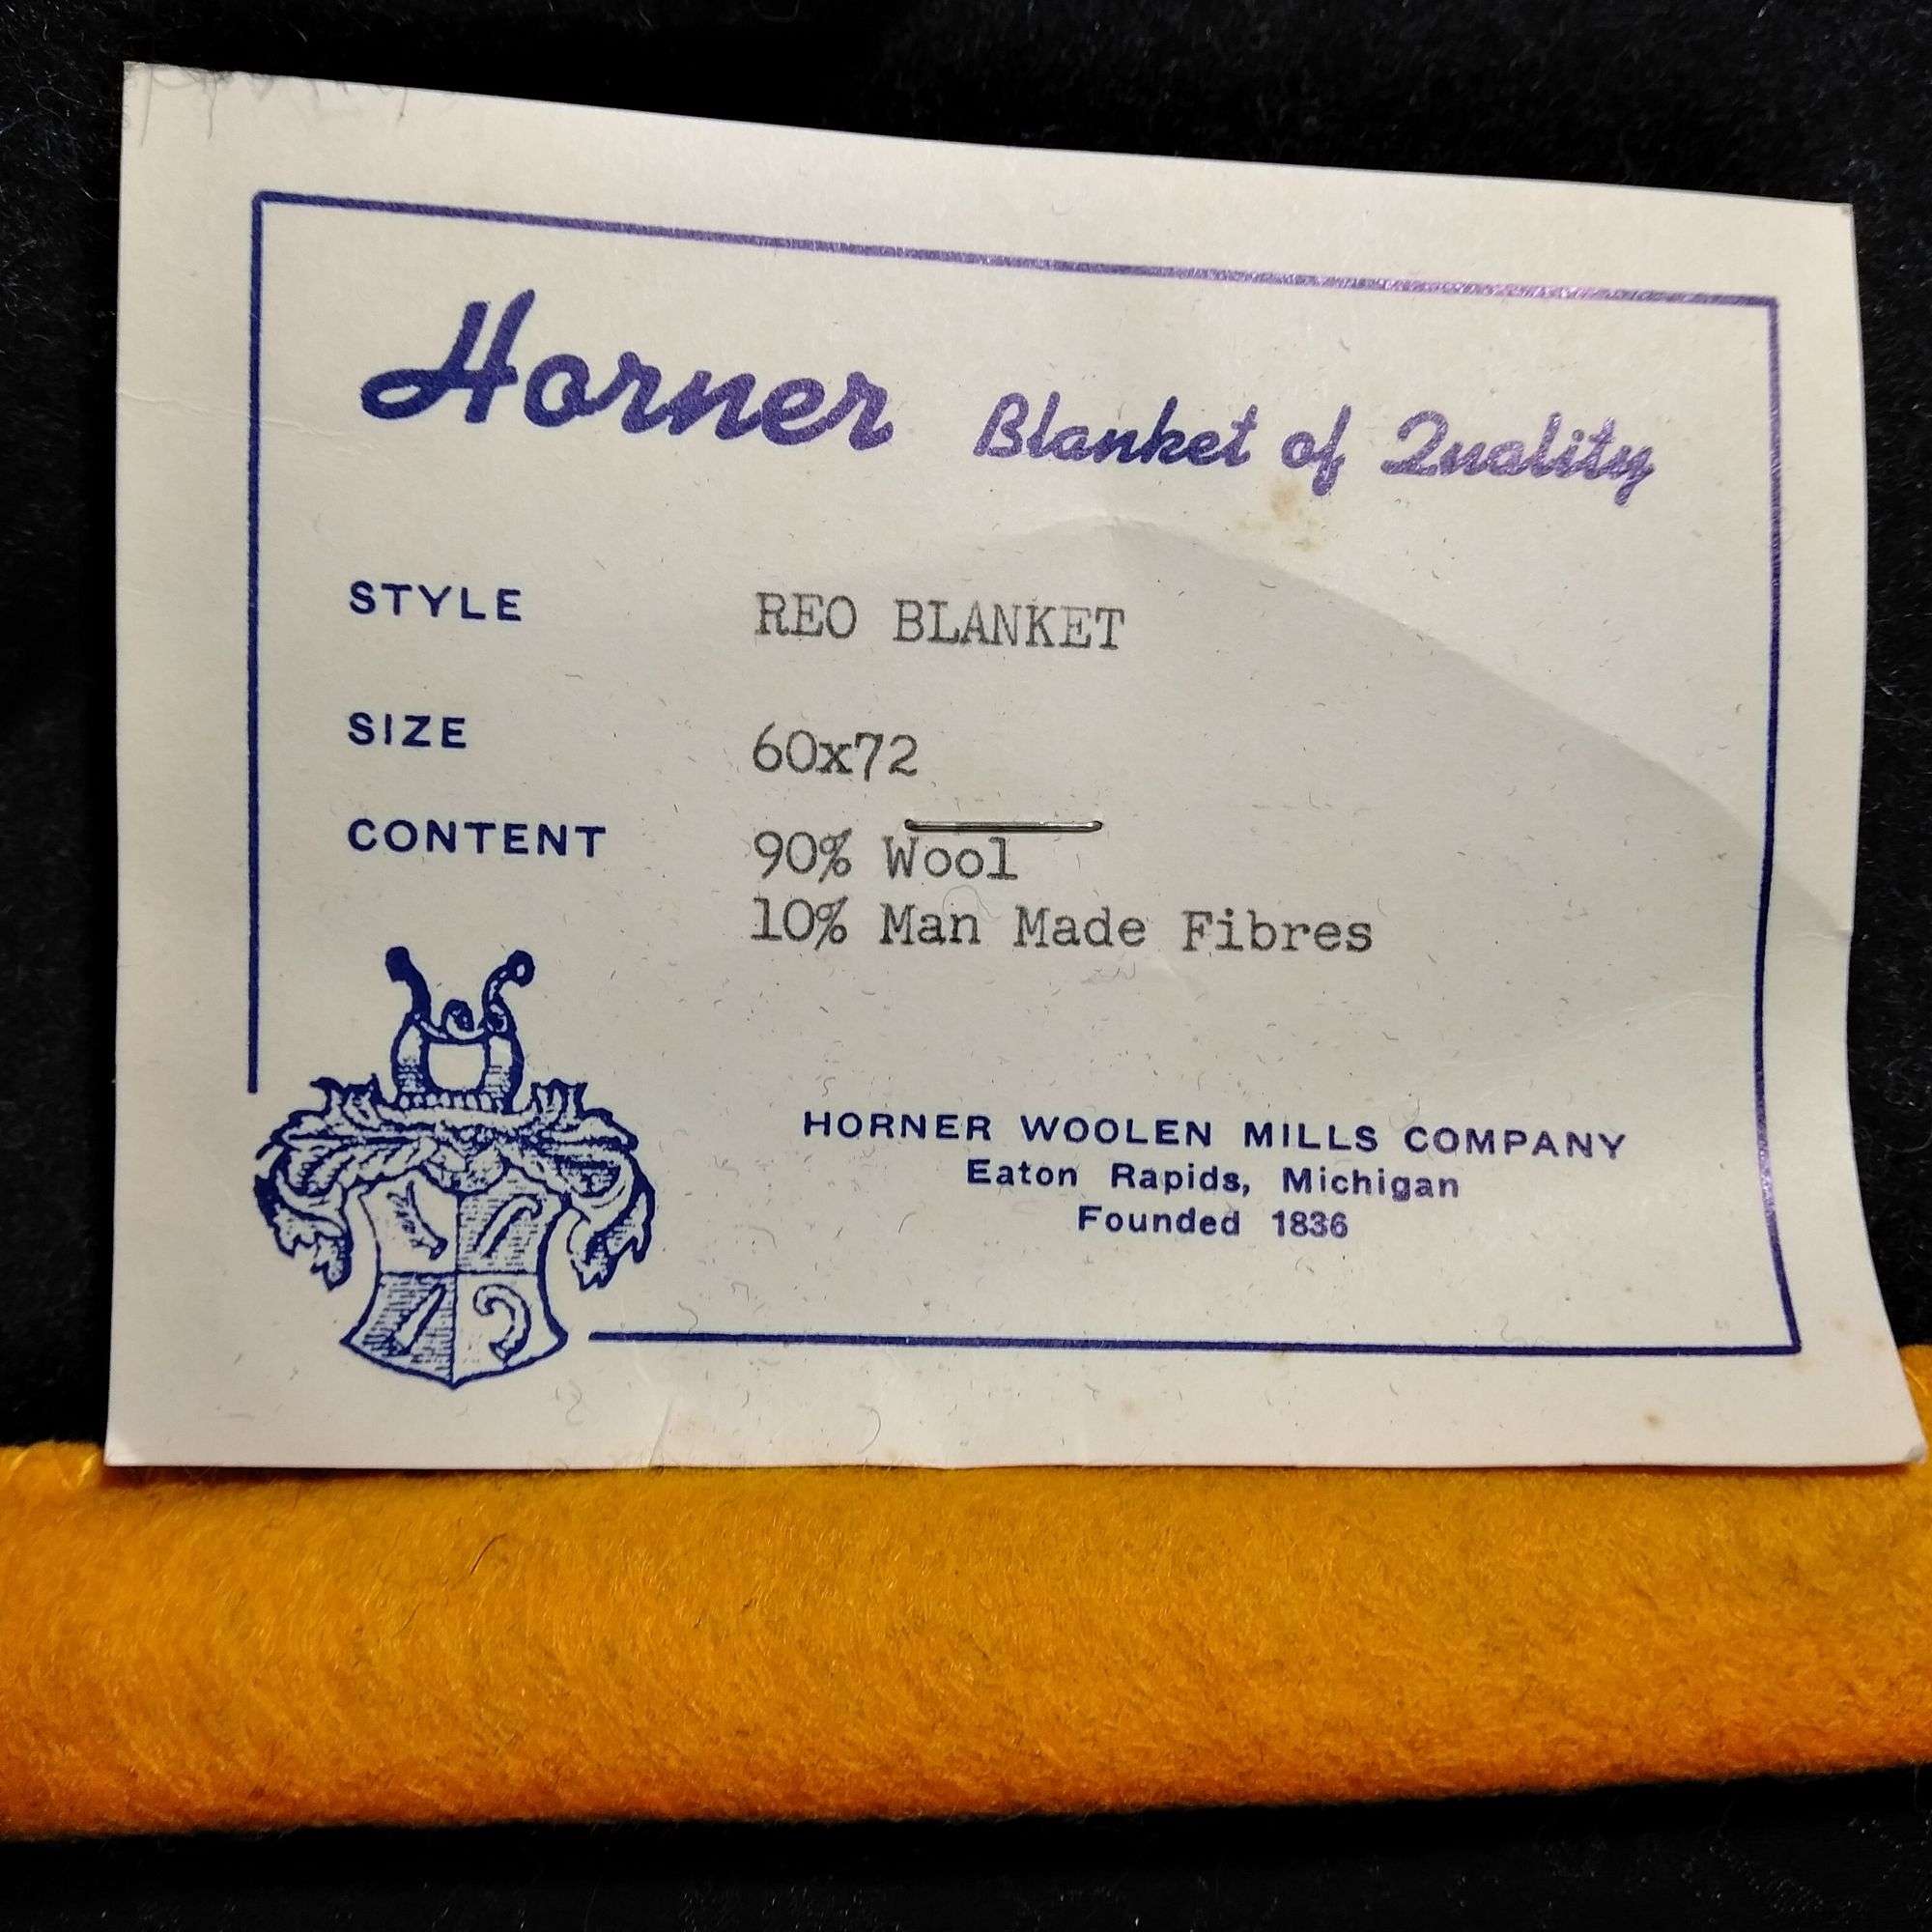 Horner Blanket of Quality
STYLE REO BLANKET
SIZE 60x72
CONTENT 90% Wool
10% Man Made Fibres
HORNER WOOLEN MILLS COMPANY
Eaton Rapids, Michigan
Founded 1836